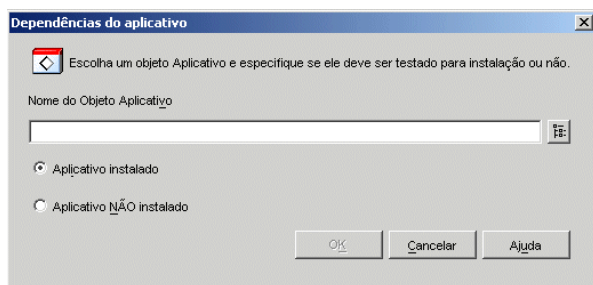 Dependências do aplicativo
Escolha um objeto Aplicativo e especifique se ele deve ser testado para instalação ou não.
Nome do Objeto Aplicativo
Aplicativo instalado
Aplicativo NÃO instalado
OK Cancelar Ajuda